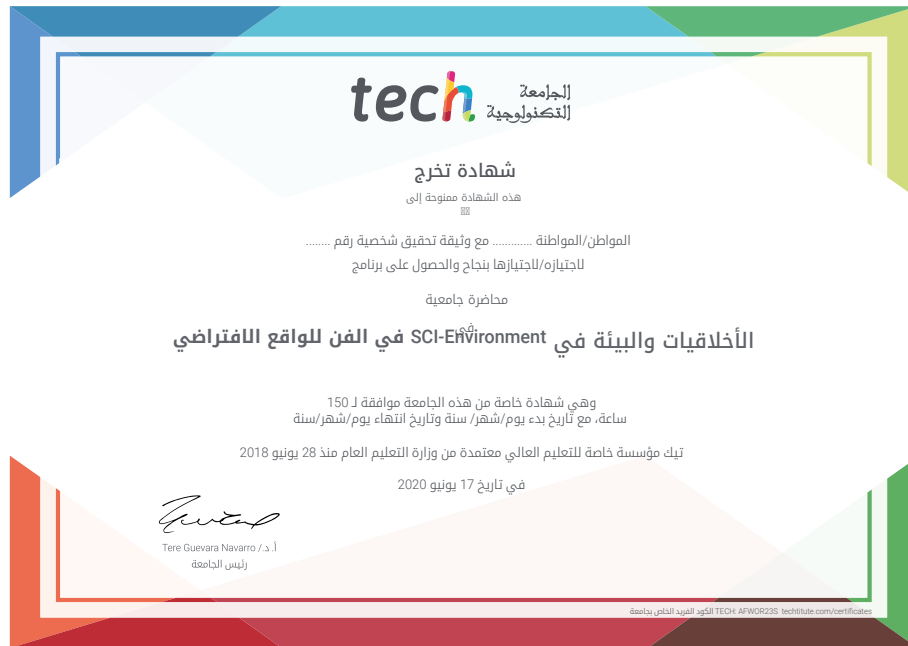 tech الجامعة
التكنولوجية
شهادة تخرج
هذه الشهادة ممنوحة إلى
المواطن/المواطنة ............. مع وثيقة تحقيق شخصية رقم ........
لاجتيازه/لاجتيازها بنجاح والحصول على برنامج
محاضرة جامعية
في
الأخلاقيات والبيئة في SCI-Environment في الفن للواقع الافتراضي
وهي شهادة خاصة من هذه الجامعة موافقة لـ 150
ساعة، مع تاريخ بدء يوم/شهر/ سنة وتاريخ انتهاء يوم/شهر/سنة
تيك مؤسسة خاصة للتعليم العالي معتمدة من وزارة التعليم العام منذ 28 يونيو 2018
في تاريخ 17 يونيو 2020
أ. د./ Tere Guevara Navarro
رئيس الجامعة
الكود الفريد الخاص بجامعة TECH: AFWOR23S techtitute.com/certificates